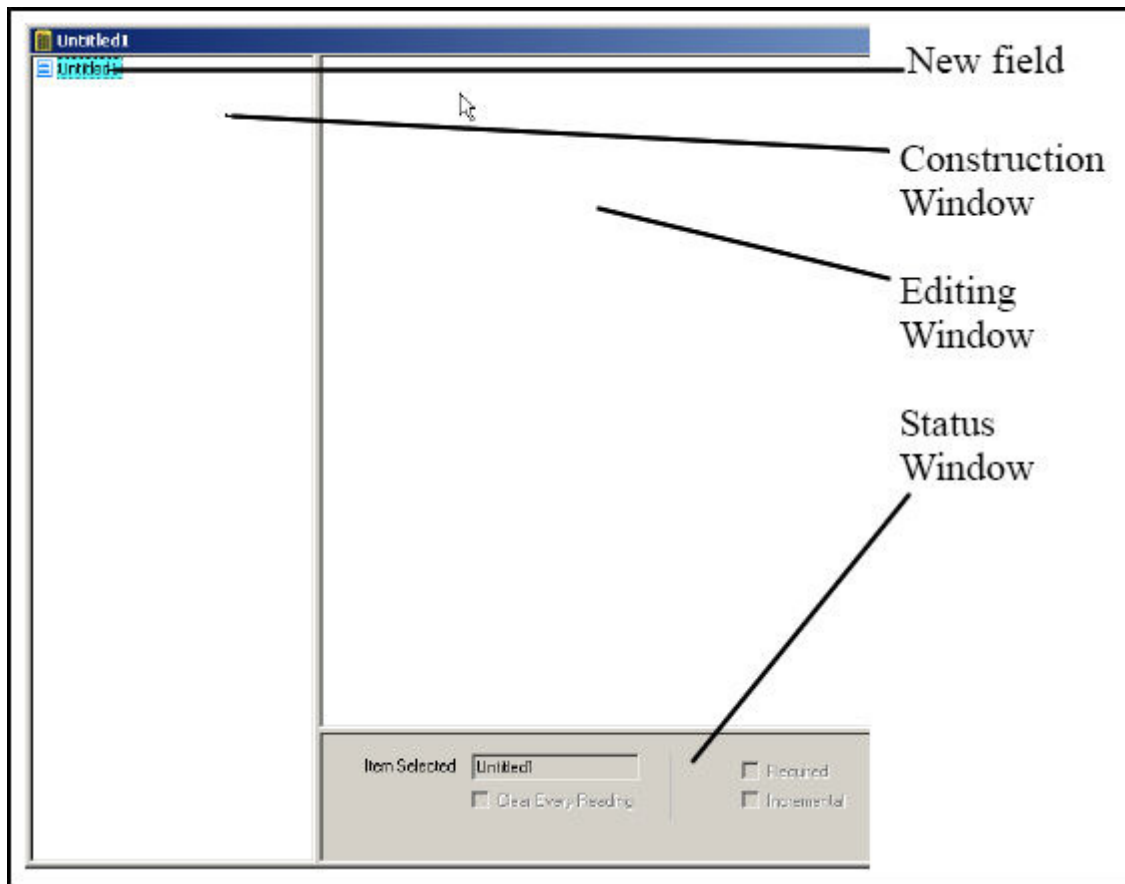 Untitled1
Untitled1
New field
Construction
Window
Editing
Window
Status
Window
Item Selected
Untitled1
Required
Clear Every Reading
Incremental